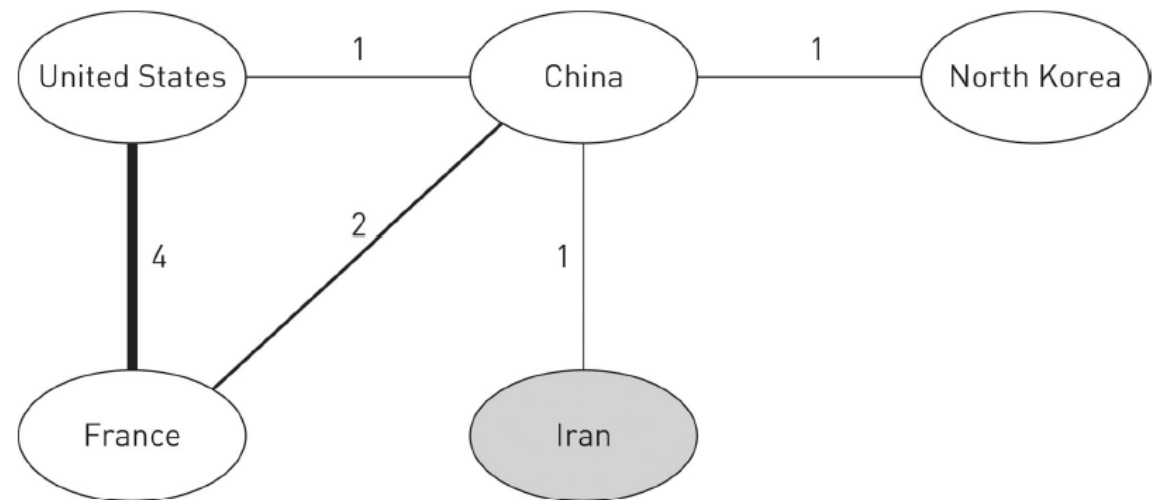 1
1
United States
China
North Korea
2
4
1
France
Iran